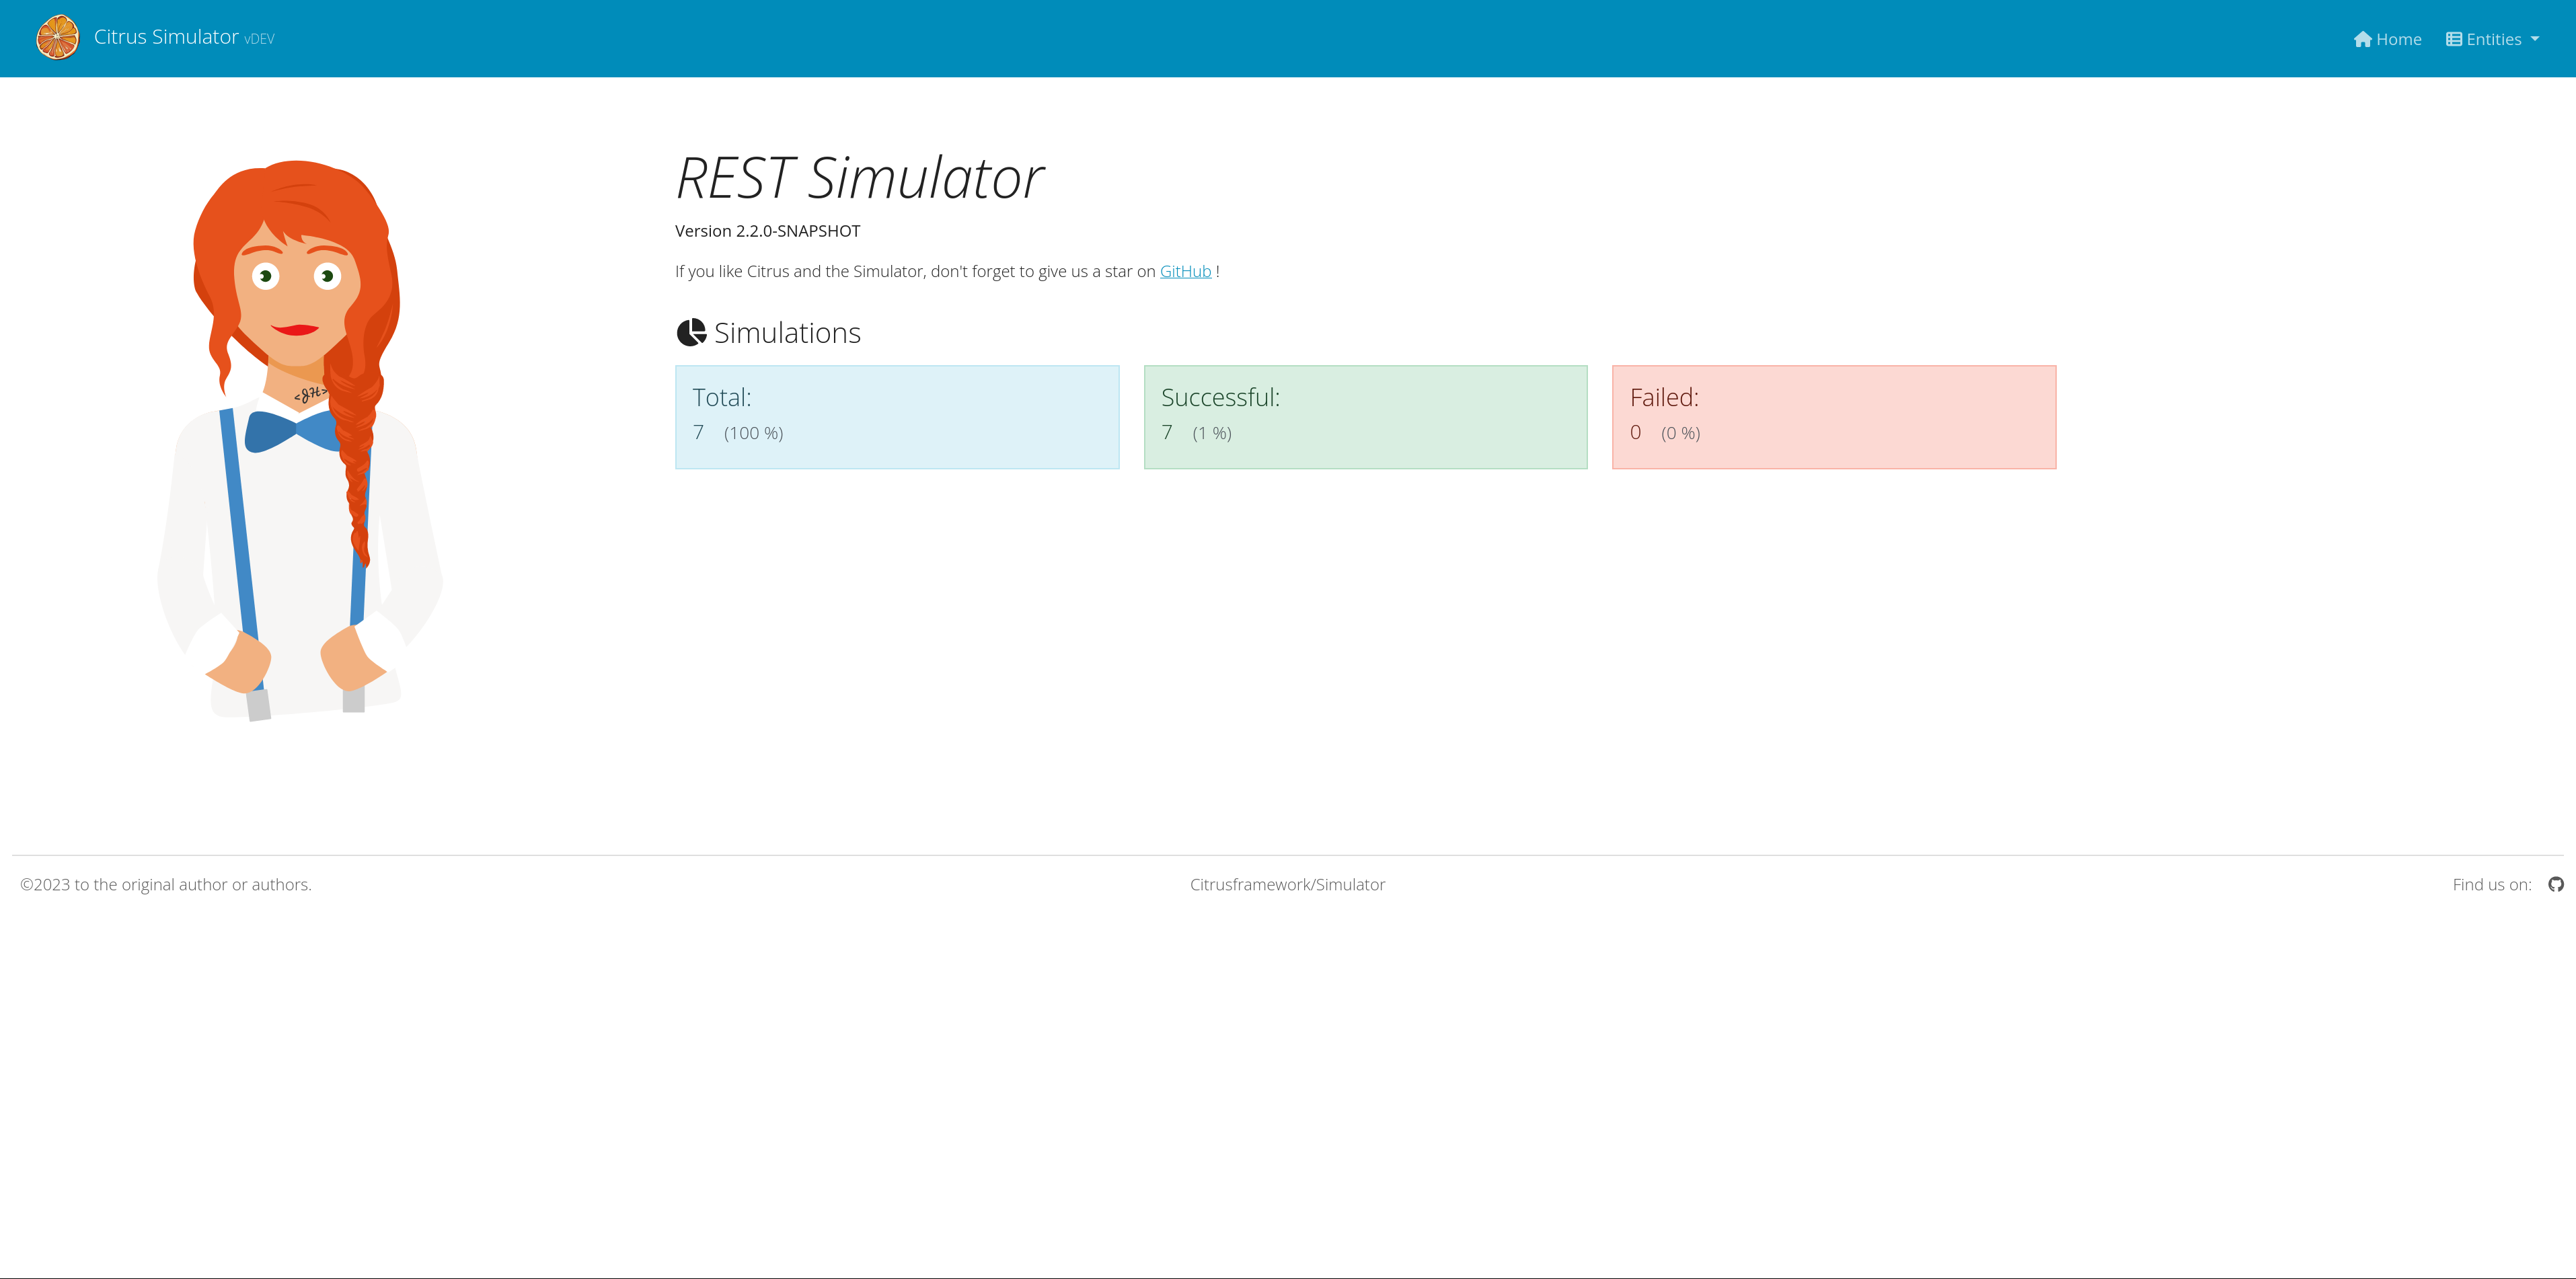 Citrus Simulator vDEV
Home
Entities
REST Simulator
Version 2.2.0-SNAPSHOT
If you like Citrus and the Simulator, don't forget to give us a star on GitHub !
Simulations
Total:
7 (100 %)
Successful:
7 (1 %)
Failed:
0 (0 %)
<JH>
©2023 to the original author or authors.
Citrusframework/Simulator
Find us on: